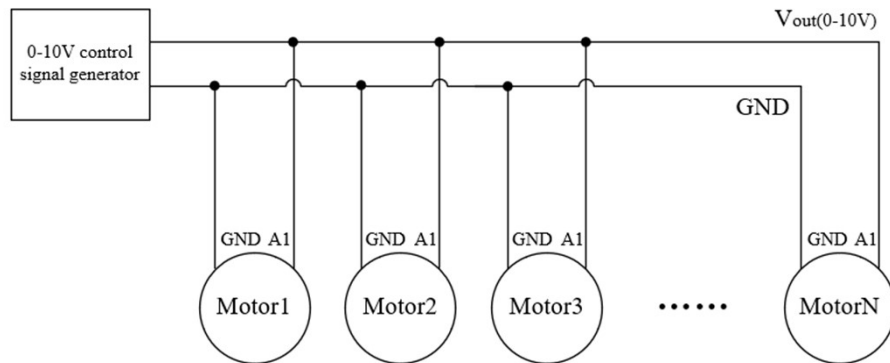 0-10V control
signal generator
Vout(0-10V)
GND
GND A1
GND A1
GND A1
GND A1
Motor1
Motor2
Motor3
......
MotorN